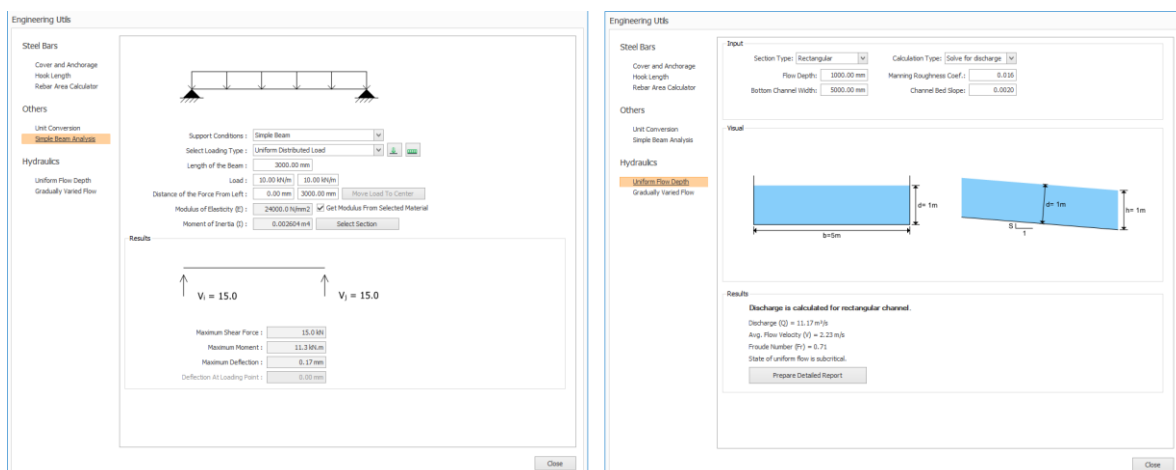 Engineering Utils
Steel Bars
Cover and Anchorage
Hook Length
Rebar Area Calculator
Others
Unit Conversion
Simple Beam Analysis
Hydraulics
Uniform Flow Depth
Gradually Varied Flow
Support Conditions : Simple Beam
Select Loading Type : Uniform Distributed Load
Length of the Beam : 3000.00 mm
Load : 10.00 kN/m 10.00 kN/m
Distance of the Force From Left : 0.00 mm 3000.00 mm Move Load To Center
Modulus of Elasticity (E) : 24000.0 N/mm2 Get Modulus From Selected Material
Moment of Inertia (I) : 0.002604 m4 Select Section
Results
Vi = 15.0 Vj = 15.0
Maximum Shear Force : 15.0 kN
Maximum Moment : 11.3 kN.m
Maximum Deflection : 0.17 mm
Deflection At Loading Point : 0.00 mm
Close
Engineering Utils
Steel Bars
Cover and Anchorage
Hook Length
Rebar Area Calculator
Others
Unit Conversion
Simple Beam Analysis
Hydraulics
Uniform Flow Depth
Gradually Varied Flow
Input
Section Type: Rectangular Calculation Type: Solve for discharge
Flow Depth: 1000.00 mm Manning Roughness Coef.: 0.016
Bottom Channel Width: 5000.00 mm Channel Bed Slope: 0.0020
Visual
d= 1m
b=5m
d= 1m
h= 1m
S
1
Results
Discharge is calculated for rectangular channel.
Discharge (Q) = 11.17 m³/s
Avg. Flow Velocity (V) = 2.23 m/s
Froude Number (Fr) = 0.71
State of uniform flow is subcritical.
Prepare Detailed Report
Close